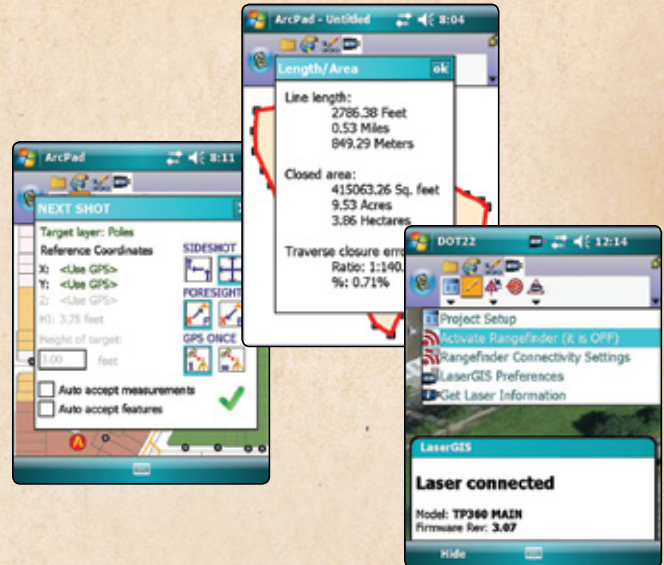 ArcPad - Untitled 8:04
Length/Area ok
Line length:
2786.38 Feet
0.53 Miles
849.29 Meters
Closed area:
415063.26 Sq. feet
9.53 Acres
3.86 Hectares
Traverse closure erro
Ratio: 1:140.
%: 0.71%
ArcPad 8:11
NEXT SHOT
Target layer: Poles
Reference Coordinates
X: <Use GPS>
Y: <Use GPS>
Z: <Use GPS>
HI: 3.75 feet
Height of target:
3.00 feet
SIDESHOT
FORESIGHT
GPS ONCE
Auto accept measurements
Auto accept features
A
DOT22 12:14
Project Setup
Activate Rangefinder (it is OFF)
Rangefinder Connectivity Settings
LaserGIS Preferences
Get Laser Information
LaserGIS
Laser connected
Model: TP360 MAIN
Firmware Rev: 3.07
Hide